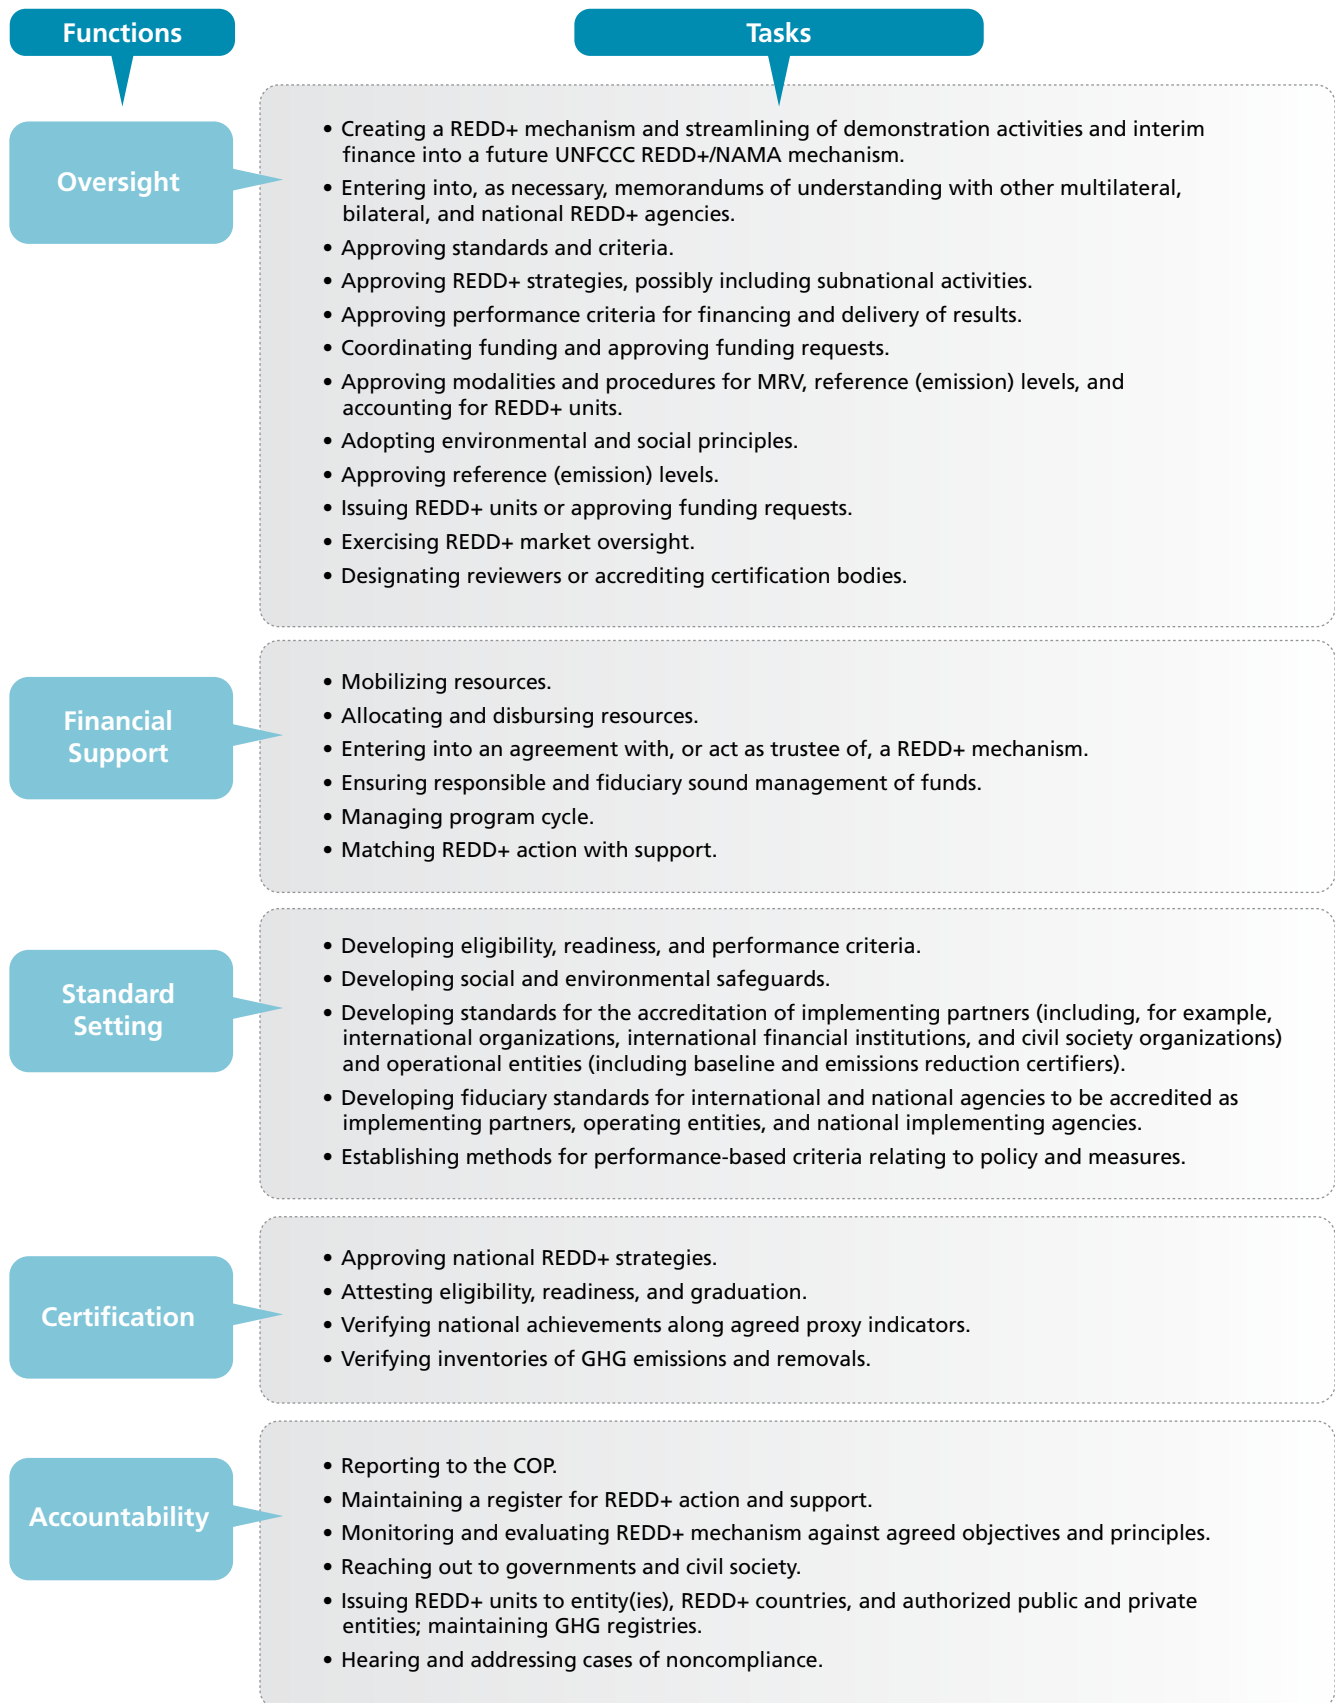 Functions
Tasks
Oversight
• Creating a REDD+ mechanism and streamlining of demonstration activities and interim
finance into a future UNFCCC REDD+/NAMA mechanism.
• Entering into, as necessary, memorandums of understanding with other multilateral,
bilateral, and national REDD+ agencies.
• Approving standards and criteria.
• Approving REDD+ strategies, possibly including subnational activities.
• Approving performance criteria for financing and delivery of results.
• Coordinating funding and approving funding requests.
• Approving modalities and procedures for MRV, reference (emission) levels, and
accounting for REDD+ units.
• Adopting environmental and social principles.
• Approving reference (emission) levels.
• Issuing REDD+ units or approving funding requests.
• Exercising REDD+ market oversight.
• Designating reviewers or accrediting certification bodies.
Financial
Support
• Mobilizing resources.
• Allocating and disbursing resources.
• Entering into an agreement with, or act as trustee of, a REDD+ mechanism.
• Ensuring responsible and fiduciary sound management of funds.
• Managing program cycle.
• Matching REDD+ action with support.
Standard
Setting
• Developing eligibility, readiness, and performance criteria.
• Developing social and environmental safeguards.
• Developing standards for the accreditation of implementing partners (including, for example,
international organizations, international financial institutions, and civil society organizations)
and operational entities (including baseline and emissions reduction certifiers).
• Developing fiduciary standards for international and national agencies to be accredited as
implementing partners, operating entities, and national implementing agencies.
• Establishing methods for performance-based criteria relating to policy and measures.
Certification
• Approving national REDD+ strategies.
• Attesting eligibility, readiness, and graduation.
• Verifying national achievements along agreed proxy indicators.
• Verifying inventories of GHG emissions and removals.
Accountability
• Reporting to the COP.
• Maintaining a register for REDD+ action and support.
• Monitoring and evaluating REDD+ mechanism against agreed objectives and principles.
• Reaching out to governments and civil society.
• Issuing REDD+ units to entity(ies), REDD+ countries, and authorized public and private
entities; maintaining GHG registries.
• Hearing and addressing cases of noncompliance.